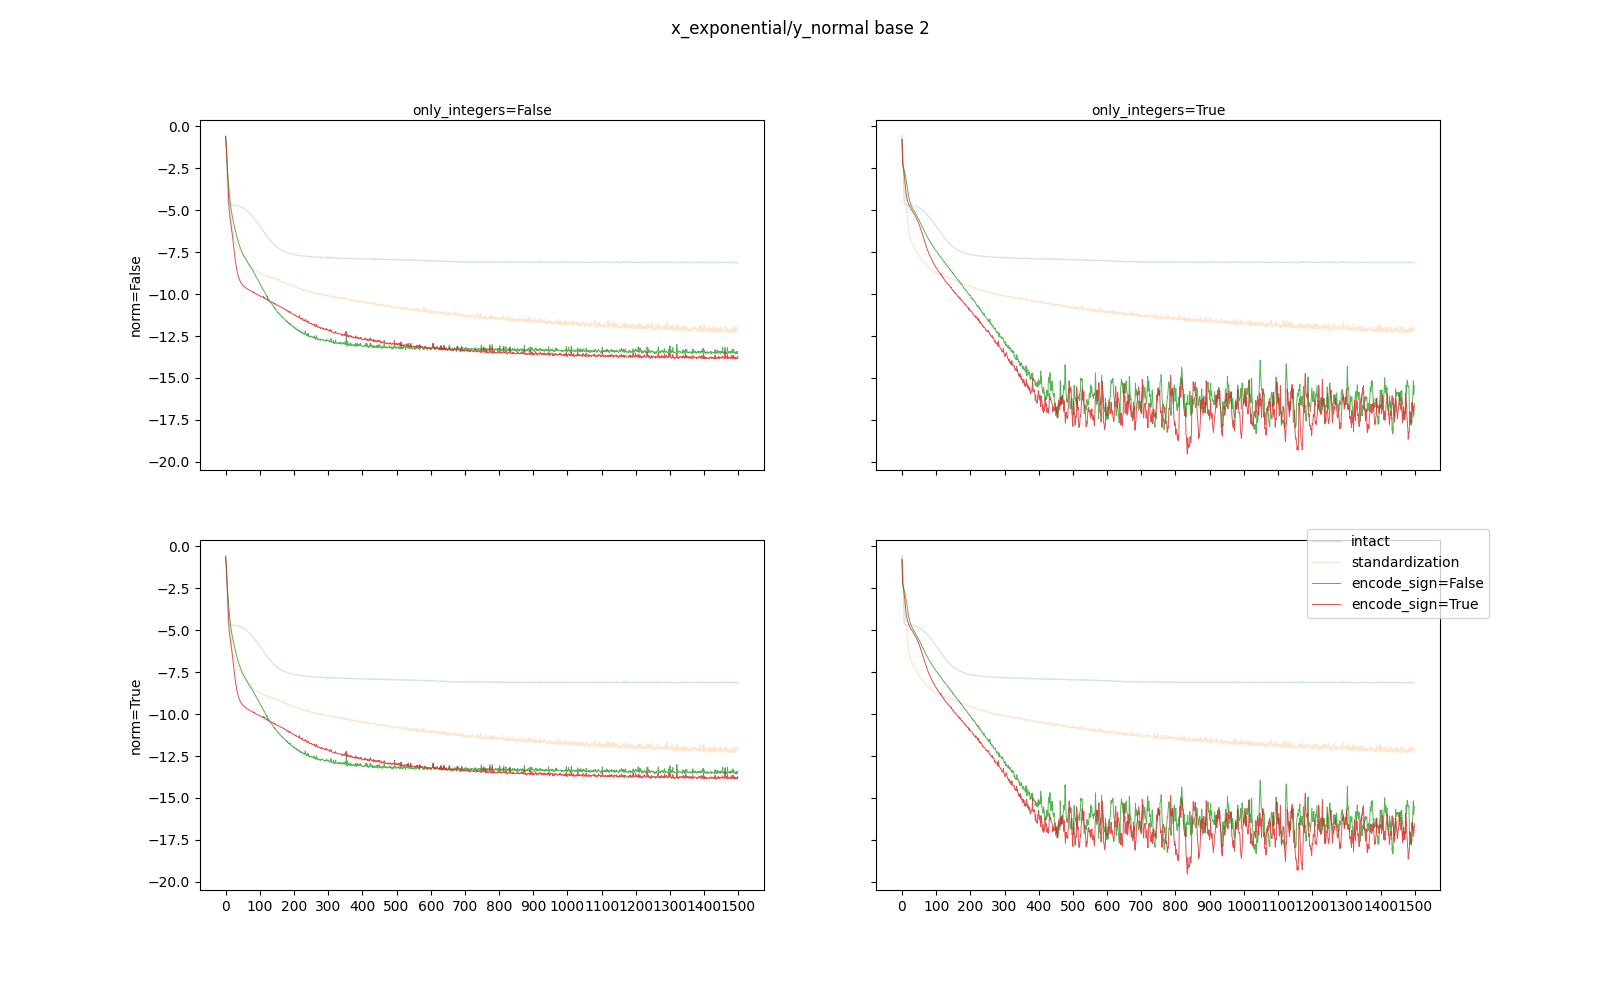 x_exponential/y_normal base 2
only_integers=False
only_integers=True
norm=False
0.0
−2.5
−5.0
−7.5
−10.0
−12.5
−15.0
−17.5
−20.0
norm=True
0.0
−2.5
−5.0
−7.5
−10.0
−12.5
−15.0
−17.5
−20.0
intact
standardization
encode_sign=False
encode_sign=True
0 100 200 300 400 500 600 700 800 900 1000 1100 1200 1300 1400 1500
0 100 200 300 400 500 600 700 800 900 1000 1100 1200 1300 1400 1500